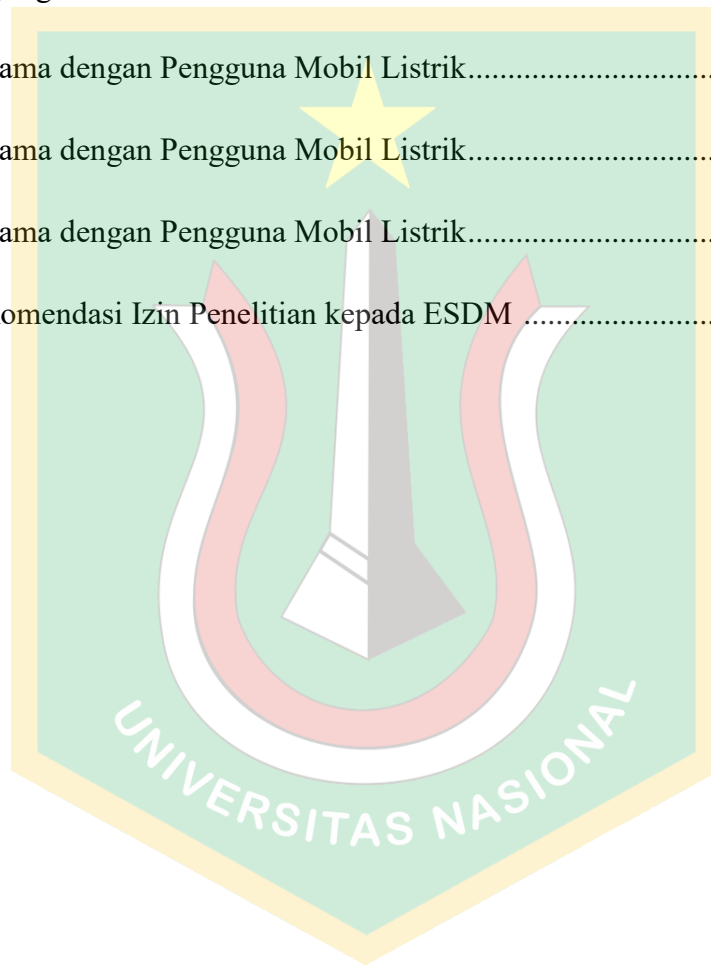 ama dengan Pengguna Mobil Listrik..............................
ama dengan Pengguna Mobil Listrik..............................
ama dengan Pengguna Mobil Listrik..............................
omendasi Izin Penelitian kepada ESDM .......................
UNIVERSITAS NASIONAL